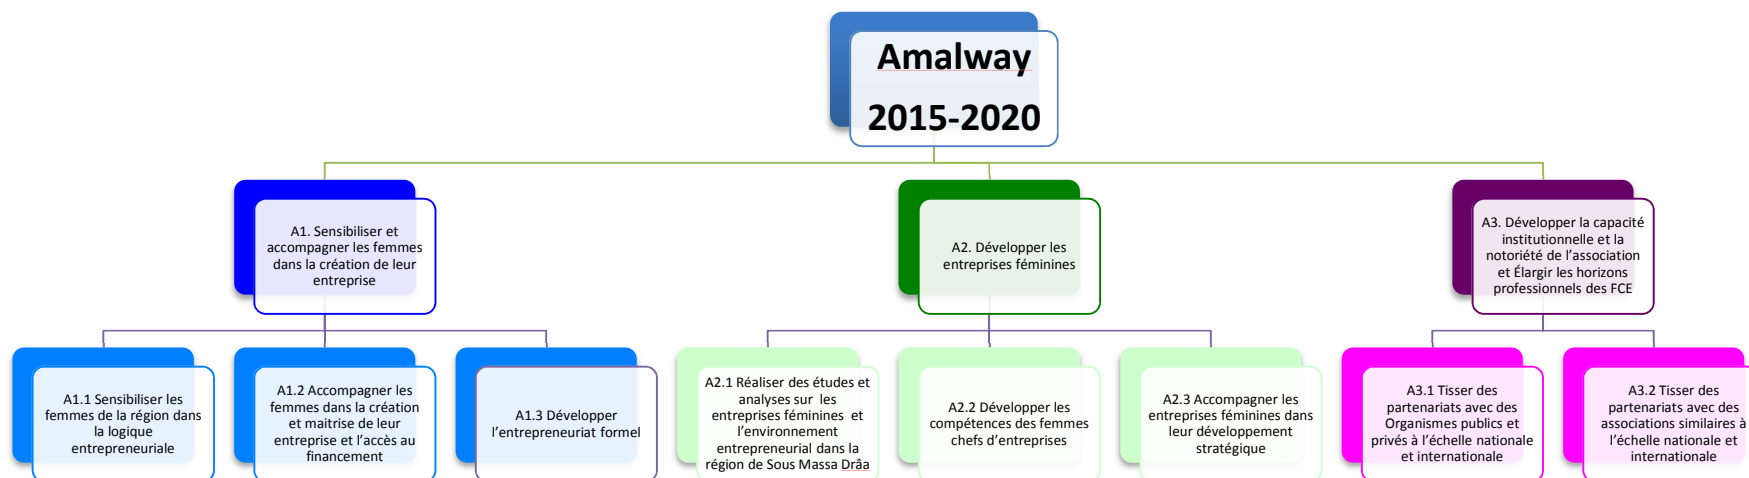 Amalway
2015-2020
A1. Sensibiliser et
accompagner les femmes
dans la création de leur
entreprise
A2. Développer les
entreprises féminines
A3. Développer la capacité
institutionnelle et la
notoriété de l’association
et Élargir les horizons
professionnels des FCE
A1.1 Sensibiliser les
femmes de la région dans
la logique
entrepreneuriale
A1.2 Accompagner les
femmes dans la création
et maitrise de leur
entreprise et l’accès au
financement
A1.3 Développer
l’entrepreneuriat formel
A2.1 Réaliser des études et
analyses sur les
entreprises féminines et
l’environnement
entrepreneurial dans la
région de Sous Massa Drâa
A2.2 Développer les
compétences des femmes
chefs d’entreprises
A2.3 Accompagner les
entreprises féminines dans
leur développement
stratégique
A3.1 Tisser des
partenariats avec des
Organismes publics et
privés à l’échelle nationale
et internationale
A3.2 Tisser des
partenariats avec des
associations similaires à
l’échelle nationale et
internationale